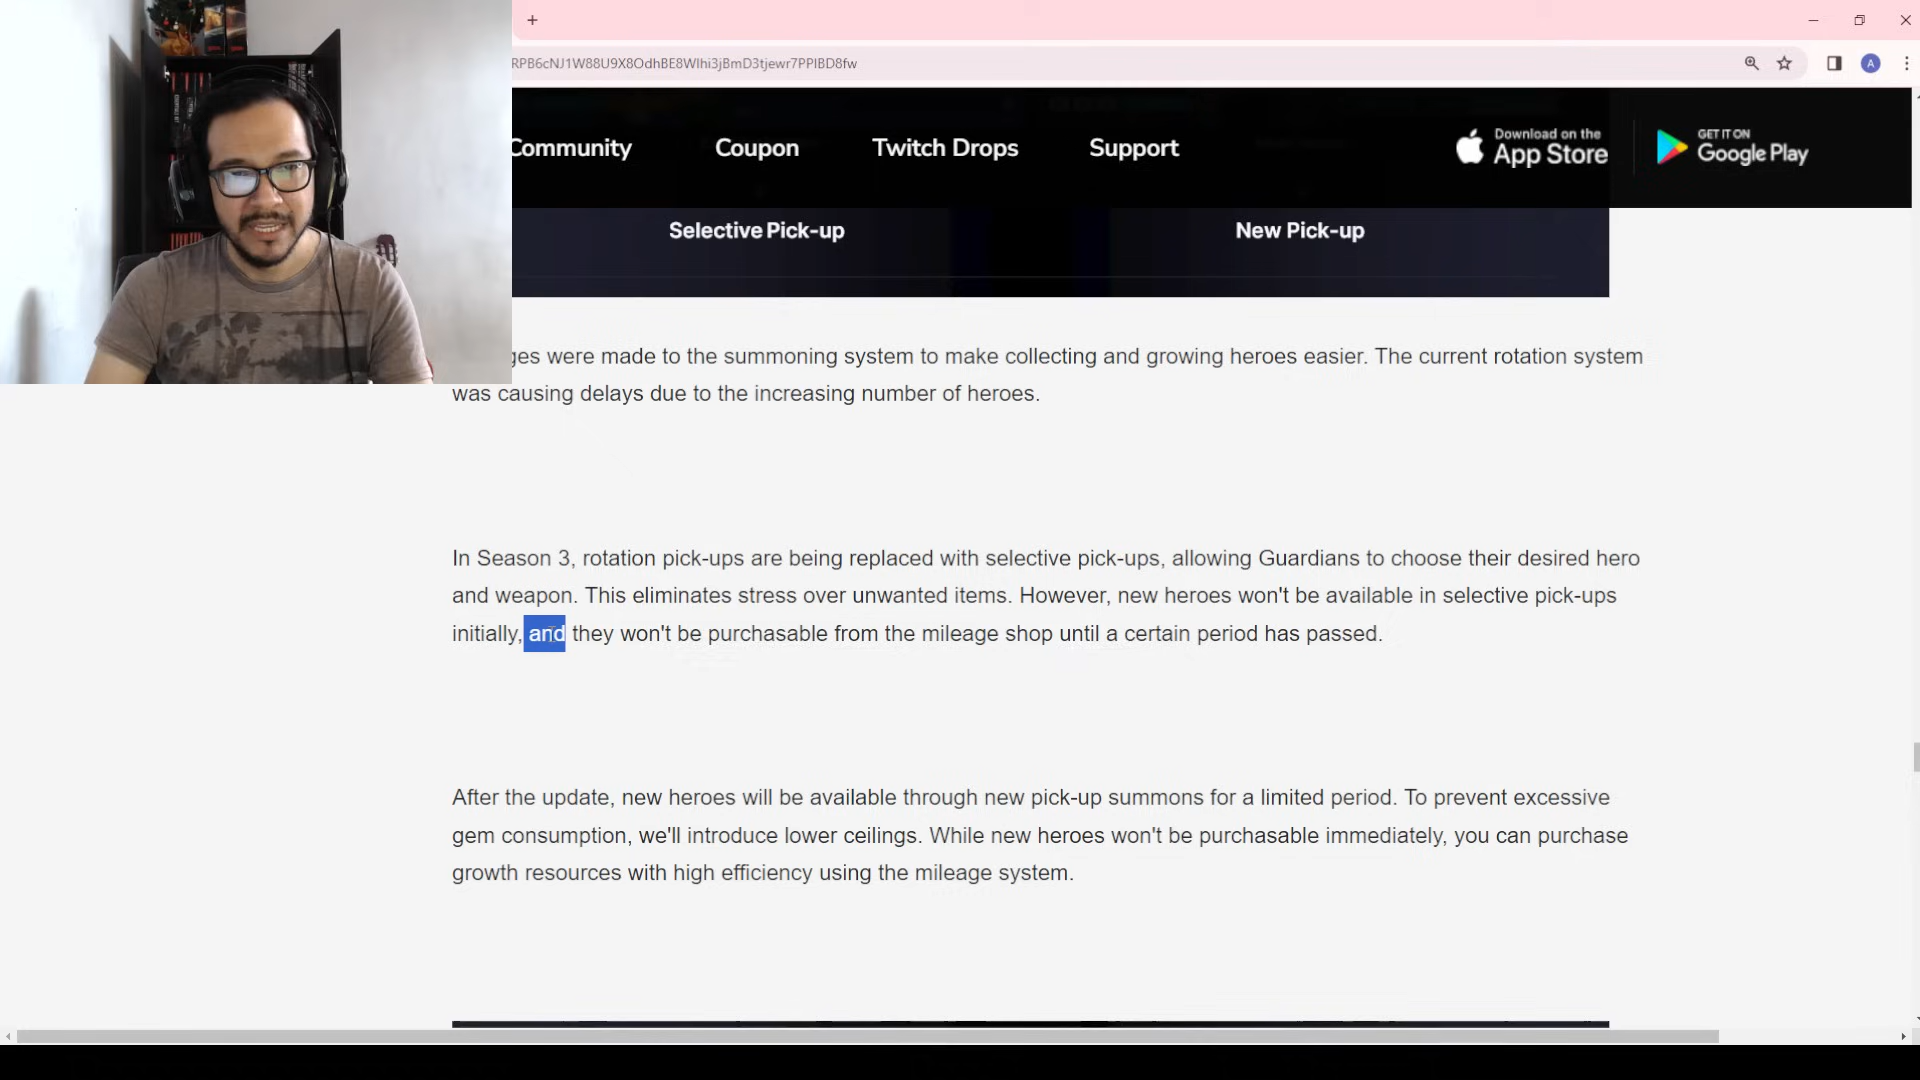 RPB6cNJ1W88U9X8OdhBE8WIhi3jBmD3tjewr7PPIBD8fw
A
Community
Coupon
Twitch Drops
Support
Download on the
App Store
GET IT ON
Google Play
Selective Pick-up
New Pick-up
ges were made to the summoning system to make collecting and growing heroes easier. The current rotation system
was causing delays due to the increasing number of heroes.
In Season 3, rotation pick-ups are being replaced with selective pick-ups, allowing Guardians to choose their desired hero
and weapon. This eliminates stress over unwanted items. However, new heroes won't be available in selective pick-ups
initially, and they won't be purchasable from the mileage shop until a certain period has passed.
After the update, new heroes will be available through new pick-up summons for a limited period. To prevent excessive
gem consumption, we'll introduce lower ceilings. While new heroes won't be purchasable immediately, you can purchase
growth resources with high efficiency using the mileage system.